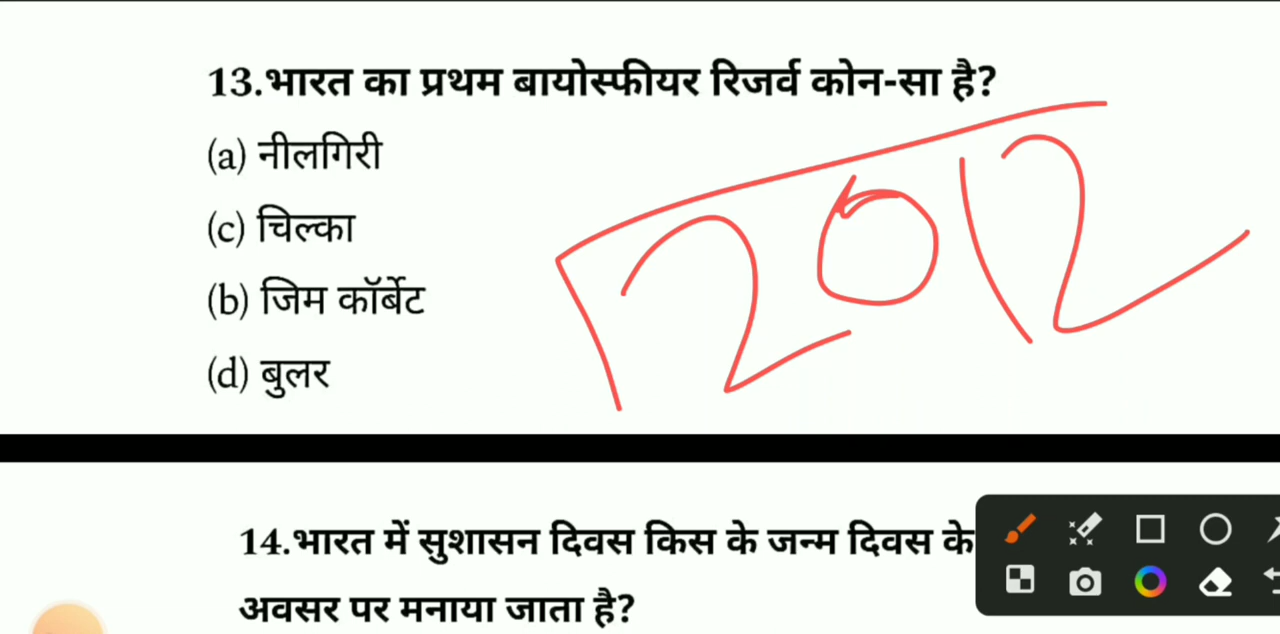 13.भारत का प्रथम बायोस्फीयर रिजर्व कोन-सा है?
(a) नीलगिरी
(c) चिल्का
2012
(b) जिम कॉर्बेट
(d) बुलर
14.भारत में सुशासन दिवस किस के जन्म दिवस के
अवसर पर मनाया जाता है?